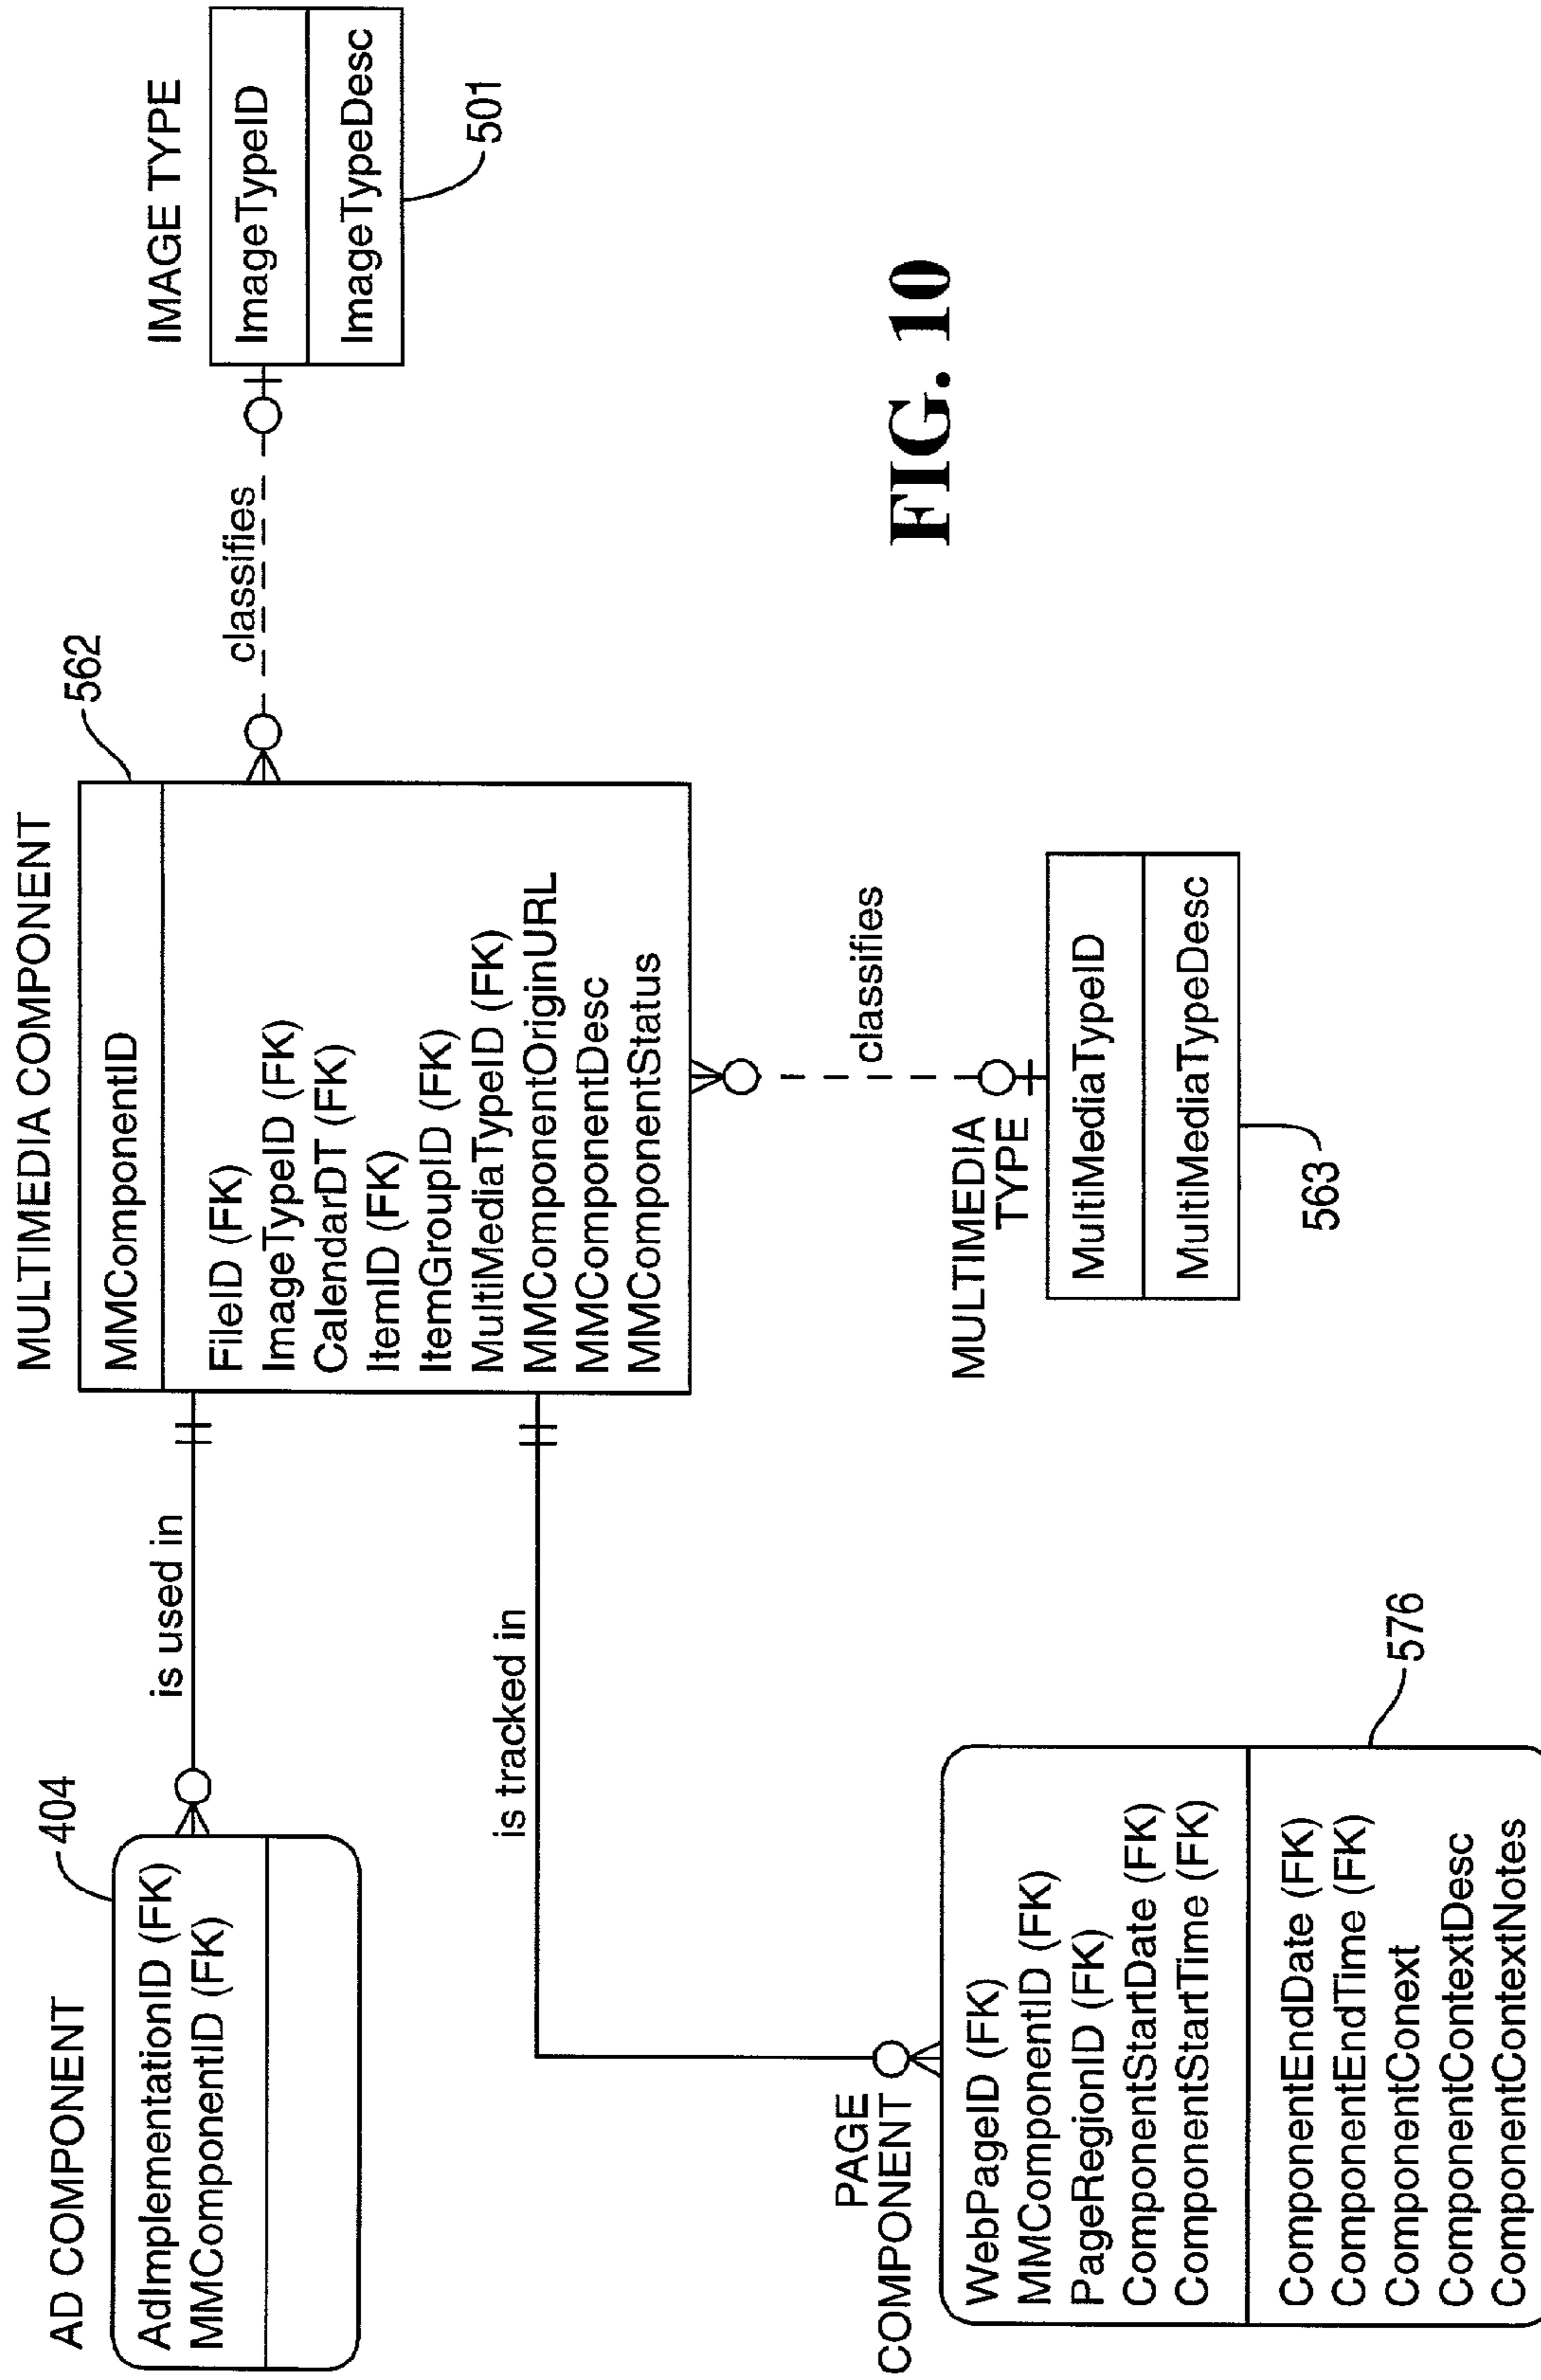 AD COMPONENT
404
AdImplementationID (FK)
MMComponentID (FK)
is used in
MULTIMEDIA COMPONENT
562
MMComponentID
FileID (FK)
ImageTypeID (FK)
CalendarDT (FK)
ItemID (FK)
ItemGroupID (FK)
MultiMediaTypeID (FK)
MMComponentOriginURL
MMComponentDesc
MMComponentStatus
classifies
IMAGE TYPE
ImageTypeID
ImageTypeDesc
501
is tracked in
PAGE
COMPONENT
WebPageID (FK)
MMComponentID (FK)
PageRegionID (FK)
ComponentStartDate (FK)
ComponentStartTime (FK)
ComponentEndDate (FK)
ComponentEndTime (FK)
ComponentConext
ComponentContextDesc
ComponentContextNotes
576
classifies
MULTIMEDIA
TYPE
MultiMediaTypeID
MultiMediaTypeDesc
563
FIG. 10